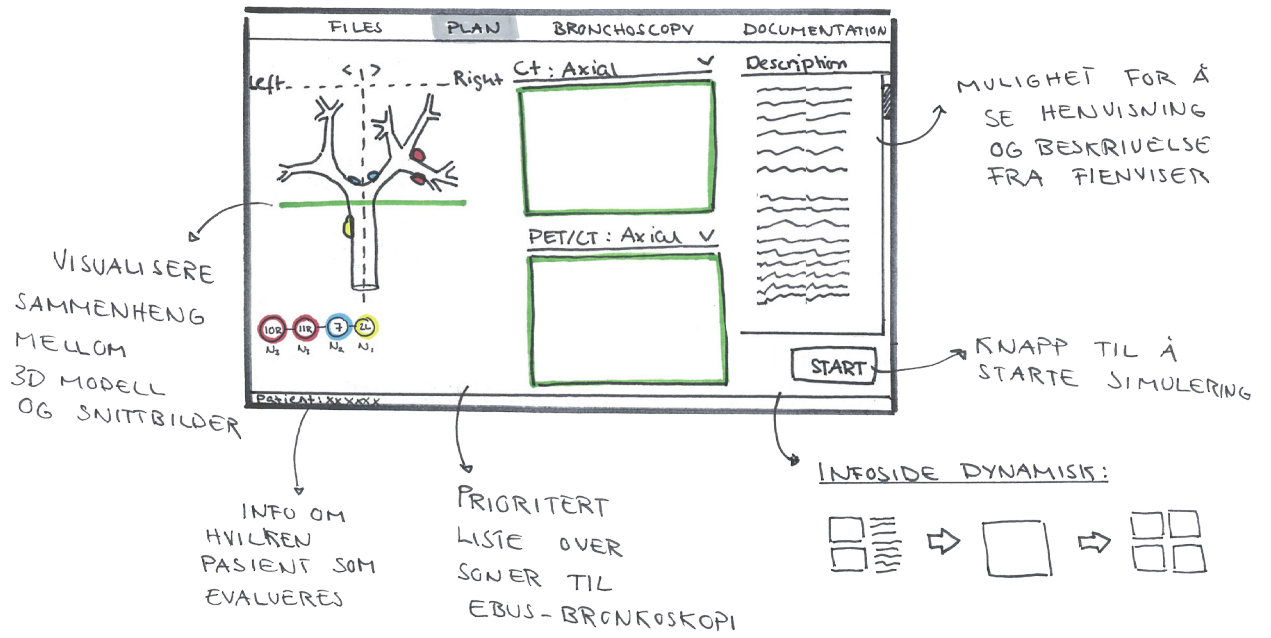 FILES PLAN BRONCHOSCOPY DOCUMENTATION
< >
Left Right
Ct : Axial
Description
PET/CT : Axial
10R 11R 7 2L
N3 N3 N2 N1
START
Patient: xxxxxx
MULIGHET FOR Å
SE HENVISNING
OG BESKRIVELSE
FRA HENVISER
VISUALISERE
SAMMENHENG
MELLOM
3D MODELL
OG SNITTBILDER
KNAPP TIL Å
STARTE SIMULERING
INFO OM
HVILKEN
PASIENT SOM
EVALUERES
PRIORITERT
LISTE OVER
SONER TIL
EBUS-BRONKOSKOPI
INFOSIDE DYNAMISK: